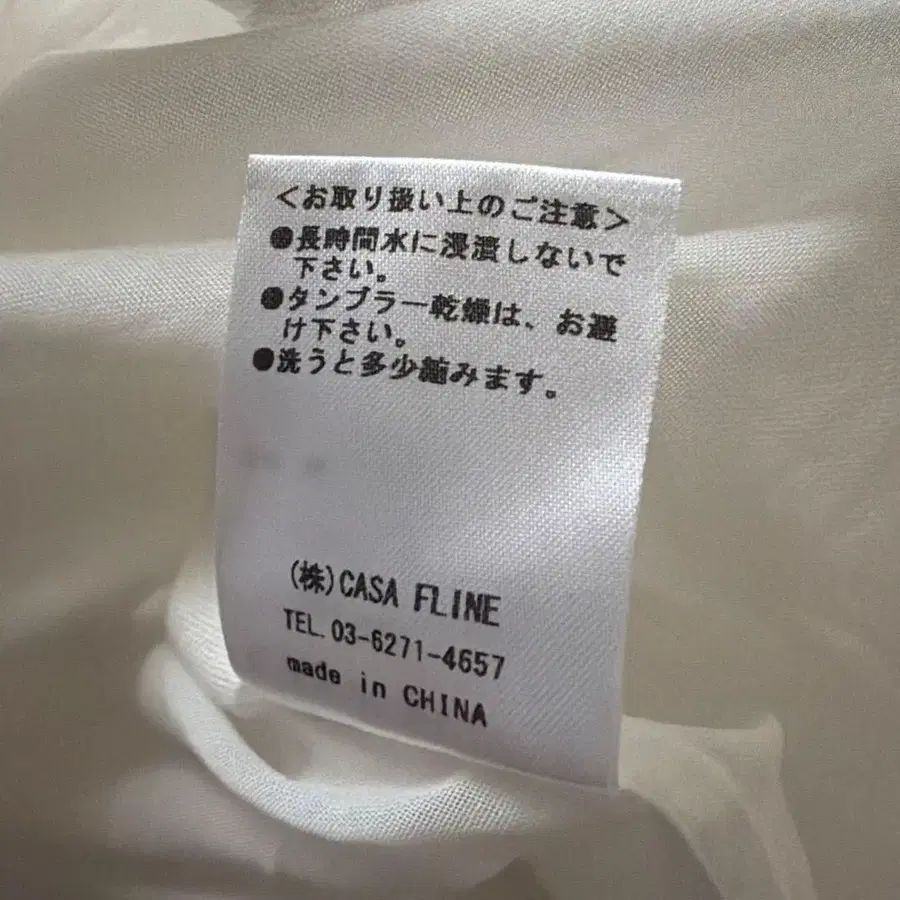 ＜お取り扱い上のご注意＞
●長時間水に浸漬しないで
下さい。
●タンブラー乾燥は、お避
け下さい。
●洗うと多少縮みます。
(株)CASA FLINE
TEL.03-6271-4657
made in CHINA